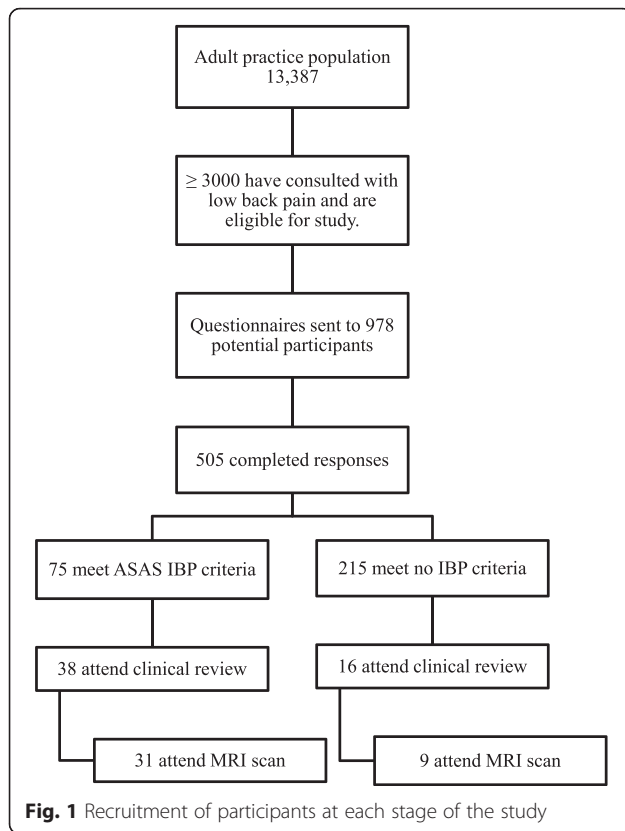 Adult practice population
13,387
≥ 3000 have consulted with
low back pain and are
eligible for study.
Questionnaires sent to 978
potential participants
505 completed responses
75 meet ASAS IBP criteria
215 meet no IBP criteria
38 attend clinical review
16 attend clinical review
31 attend MRI scan
9 attend MRI scan
Fig. 1 Recruitment of participants at each stage of the study